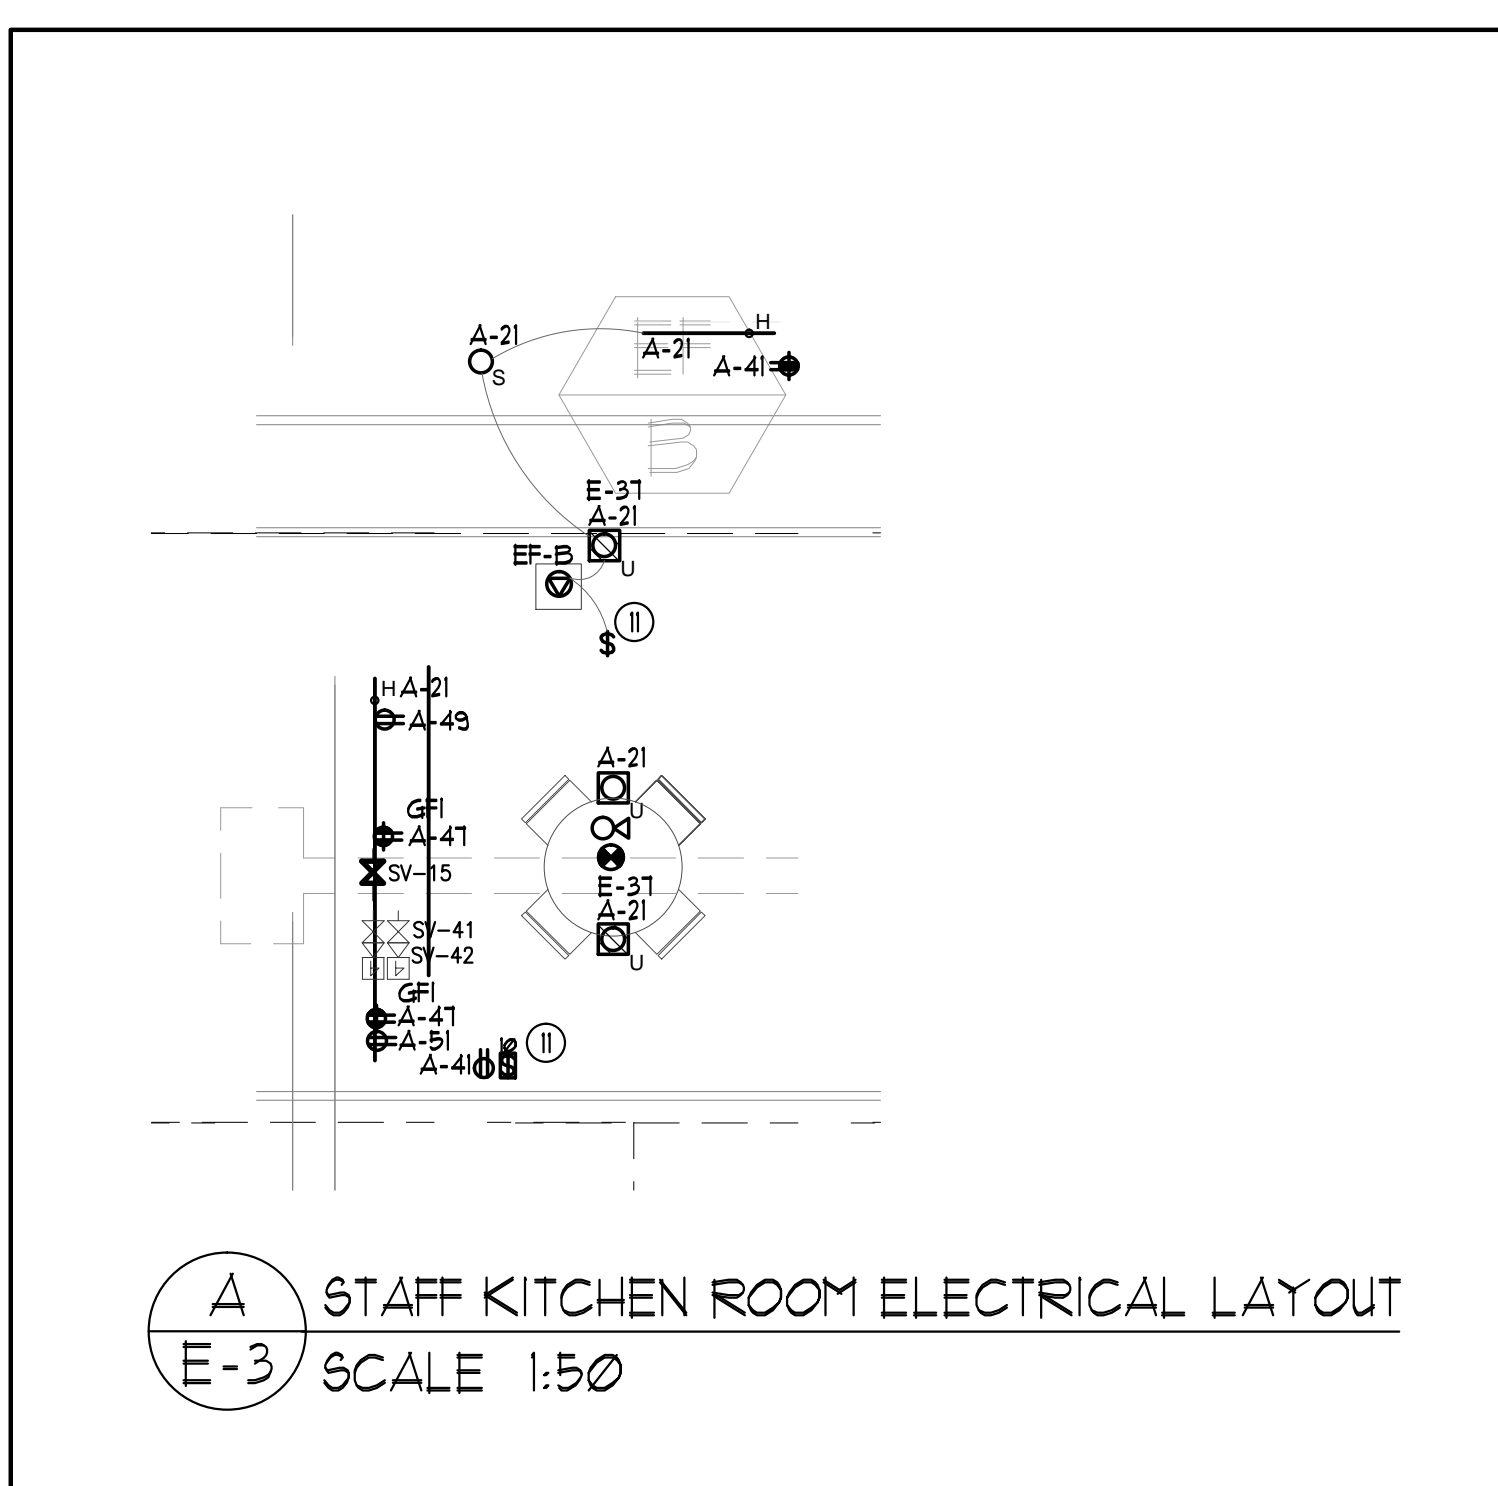 A-21
S
H
A-21
A-41
EF
B
E-37
A-21
U
EF-B
11
$
H A-21
A-49
GFI
A-47
SV-15
SV-41
SV-42
GFI
A-47
A-51
A-41
$
11
A-21
U
E-37
A-21
U
A
E-3
STAFF KITCHEN ROOM ELECTRICAL LAYOUT
SCALE 1:50